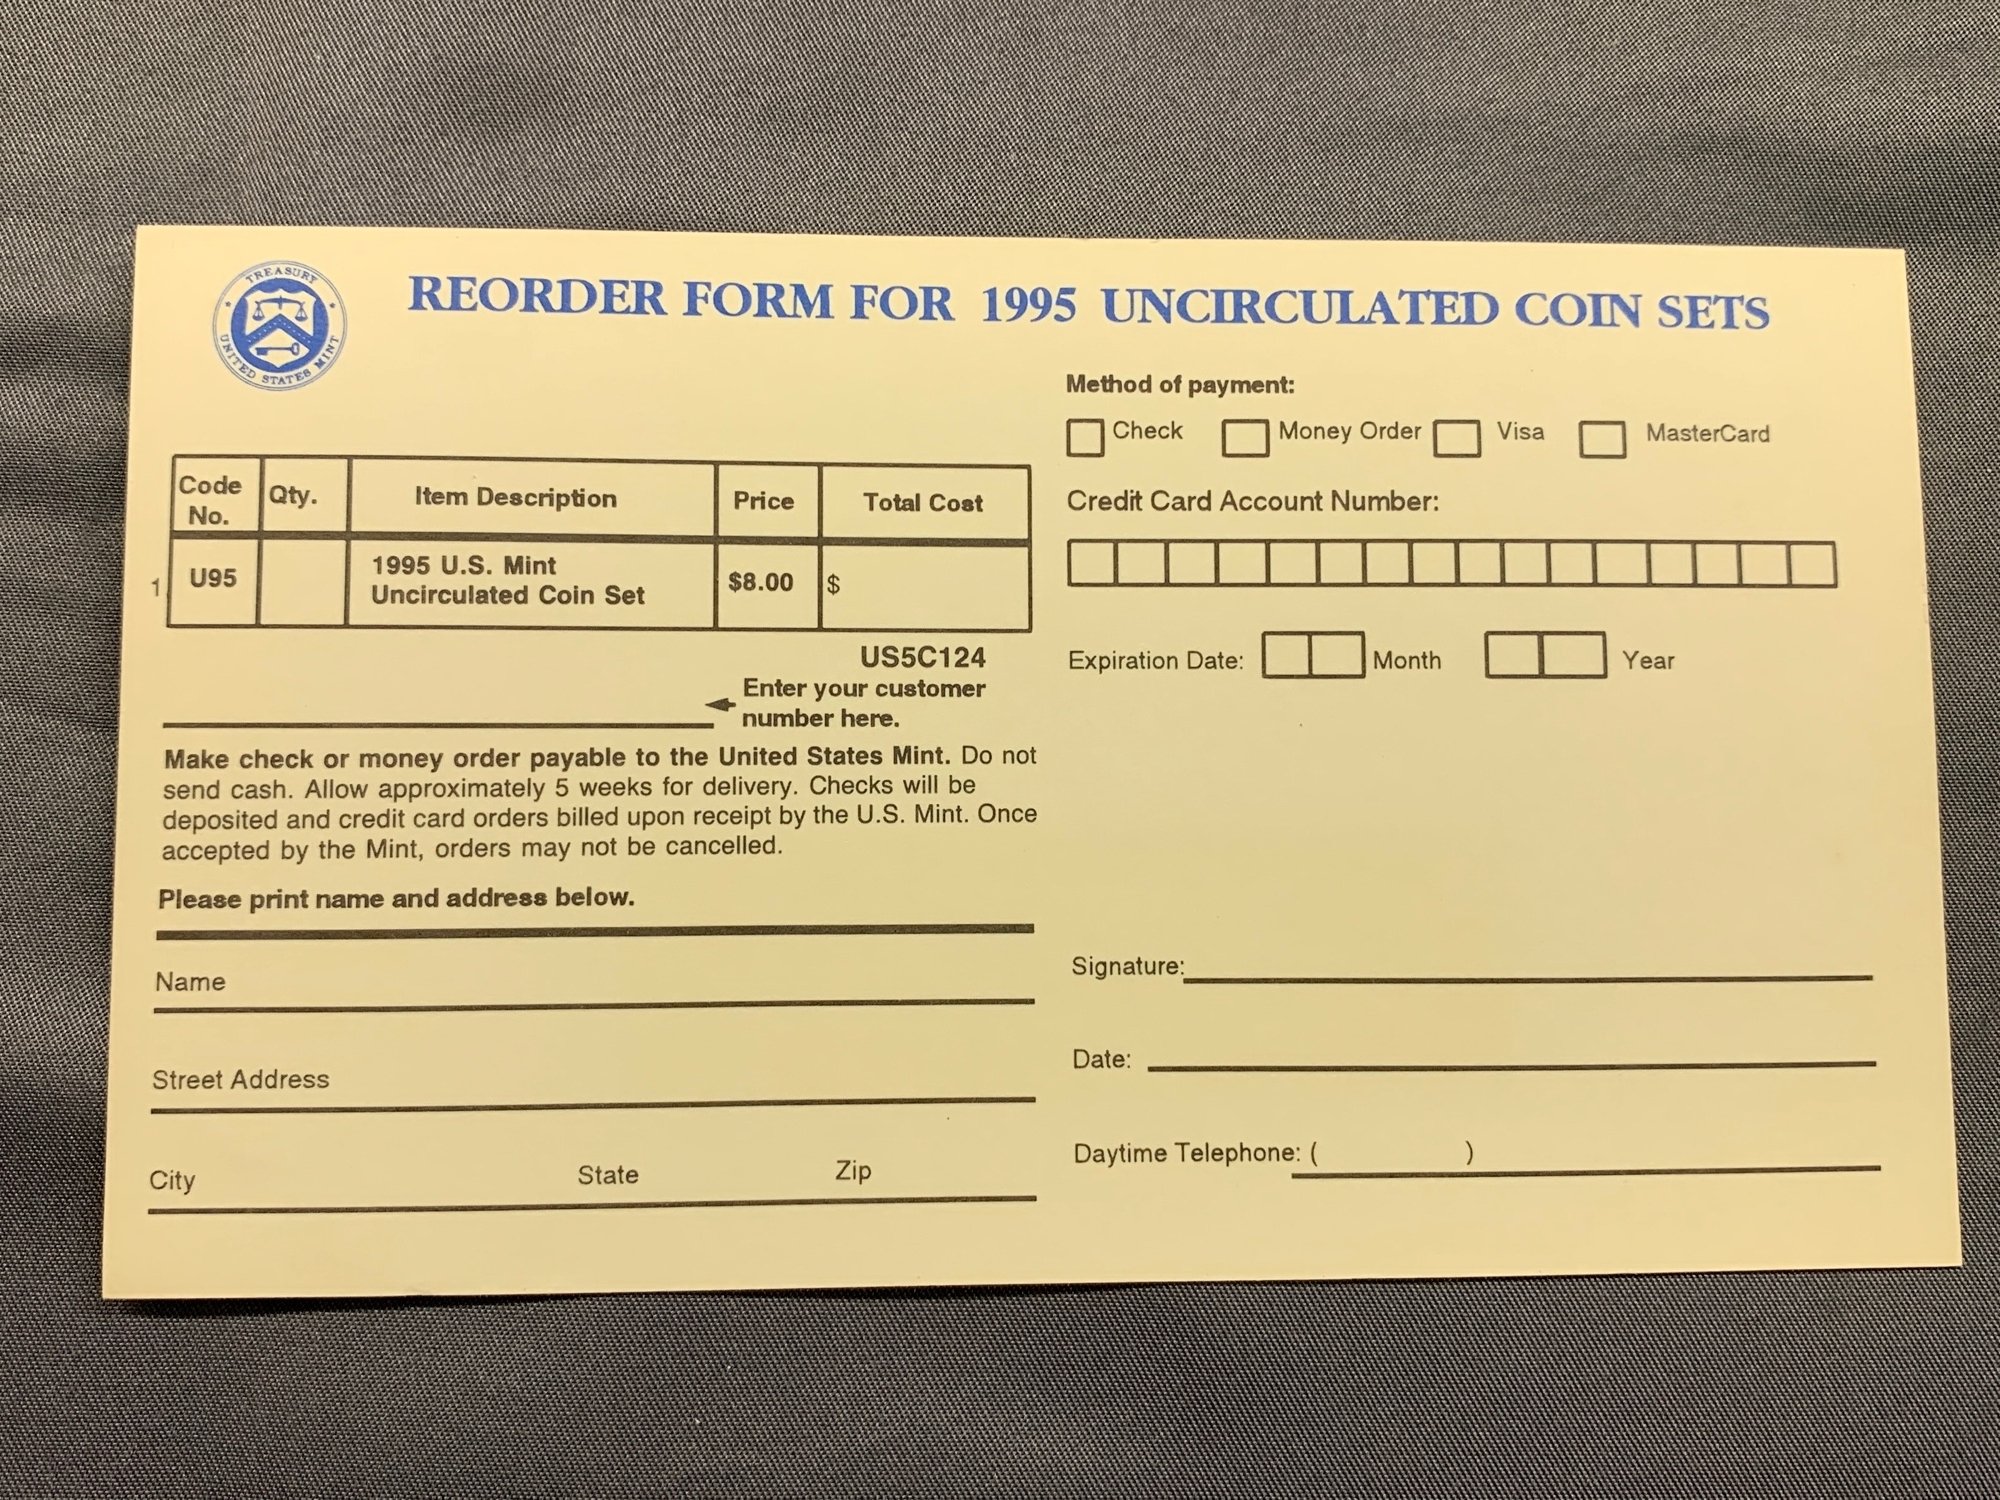 TREASURY
UNITED STATES MINT
REORDER FORM FOR 1995 UNCIRCULATED COIN SETS
Code No.
Qty.
Item Description
Price
Total Cost
1
U95
1995 U.S. Mint
Uncirculated Coin Set
$8.00
$
US5C124
Enter your customer
number here.
Make check or money order payable to the United States Mint. Do not
send cash. Allow approximately 5 weeks for delivery. Checks will be
deposited and credit card orders billed upon receipt by the U.S. Mint. Once
accepted by the Mint, orders may not be cancelled.
Please print name and address below.
Name
Street Address
City State Zip
Method of payment:
Check Money Order Visa MasterCard
Credit Card Account Number:
Expiration Date: Month Year
Signature:
Date:
Daytime Telephone: ( )